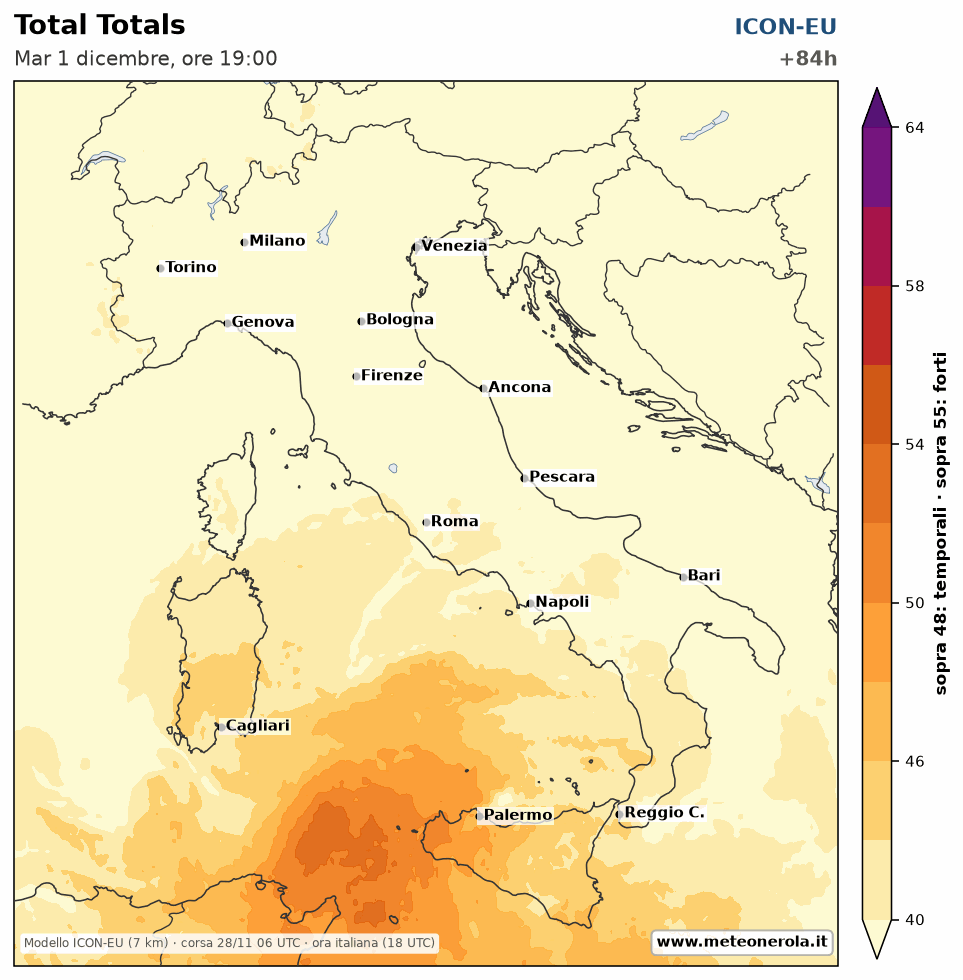 Total Totals
ICON-EU
Mar 1 dicembre, ore 19:00
+84h
Milano
Venezia
Torino
Genova
Bologna
Firenze
Ancona
Pescara
Roma
Bari
Napoli
Cagliari
Palermo
Reggio C.
64
58
54
50
46
40
sopra 48: temporali · sopra 55: forti
Modello ICON-EU (7 km) · corsa 28/11 06 UTC · ora italiana (18 UTC)
www.meteonerola.it